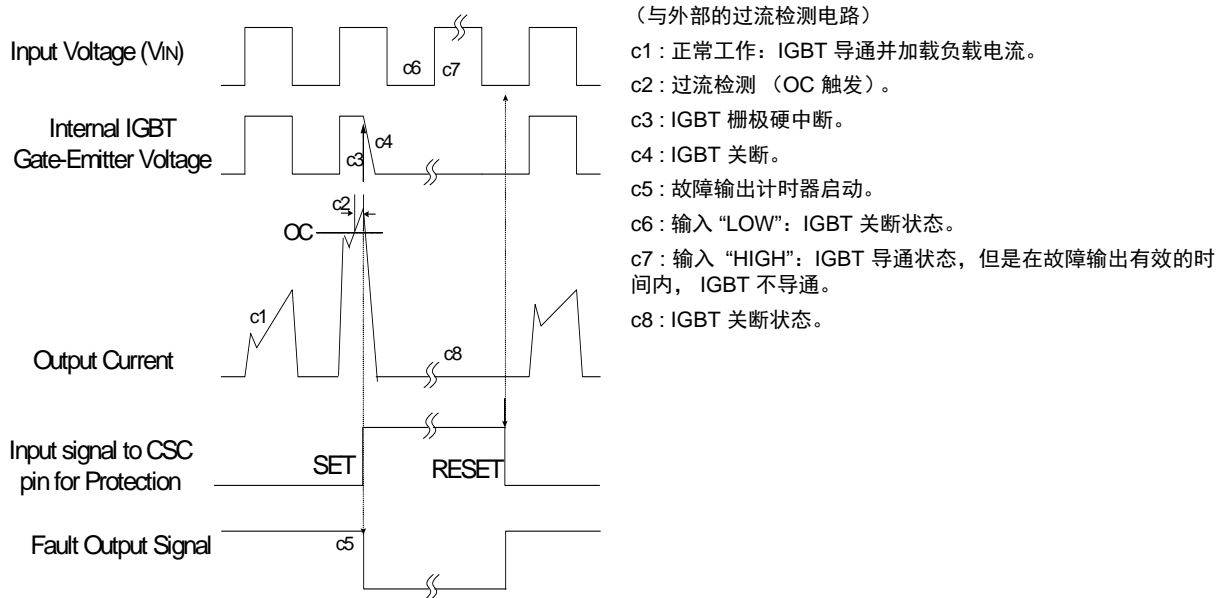 Input Voltage (VIN)
c6
c7
Internal IGBT
Gate-Emitter Voltage
c3
c4
c2
OC
c1
Output Current
c8
Input signal to CSC
pin for Protection
SET
RESET
Fault Output Signal
c5
（与外部的过流检测电路）
c1 : 正常工作：IGBT 导通并加载负载电流。
c2 : 过流检测 （OC 触发）。
c3 : IGBT 栅极硬中断。
c4 : IGBT 关断。
c5 : 故障输出计时器启动。
c6 : 输入 “LOW”：IGBT 关断状态。
c7 : 输入 “HIGH”：IGBT 导通状态，但是在故障输出有效的时
间内， IGBT 不导通。
c8 : IGBT 关断状态。